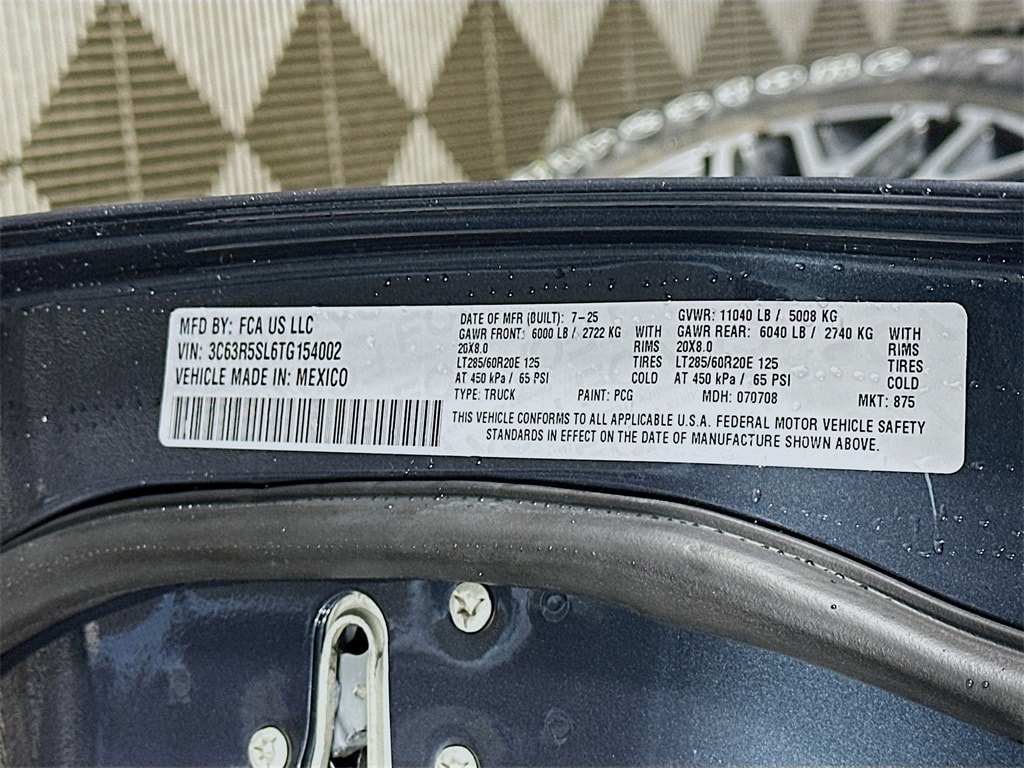 MFD BY: FCA US LLC
VIN: 3C63R5SL6TG154002
VEHICLE MADE IN: MEXICO
DATE OF MFR (BUILT): 7-25
GAWR FRONT: 6000 LB / 2722 KG WITH
20X8.0 RIMS
LT285/60R20E 125 TIRES
AT 450 kPa / 65 PSI COLD
TYPE: TRUCK PAINT: PCG
GVWR: 11040 LB / 5008 KG
GAWR REAR: 6040 LB / 2740 KG WITH
20X8.0 RIMS
LT285/60R20E 125 TIRES
AT 450 kPa / 65 PSI COLD
MDH: 070708 MKT: 875
THIS VEHICLE CONFORMS TO ALL APPLICABLE U.S.A. FEDERAL MOTOR VEHICLE SAFETY
STANDARDS IN EFFECT ON THE DATE OF MANUFACTURE SHOWN ABOVE.